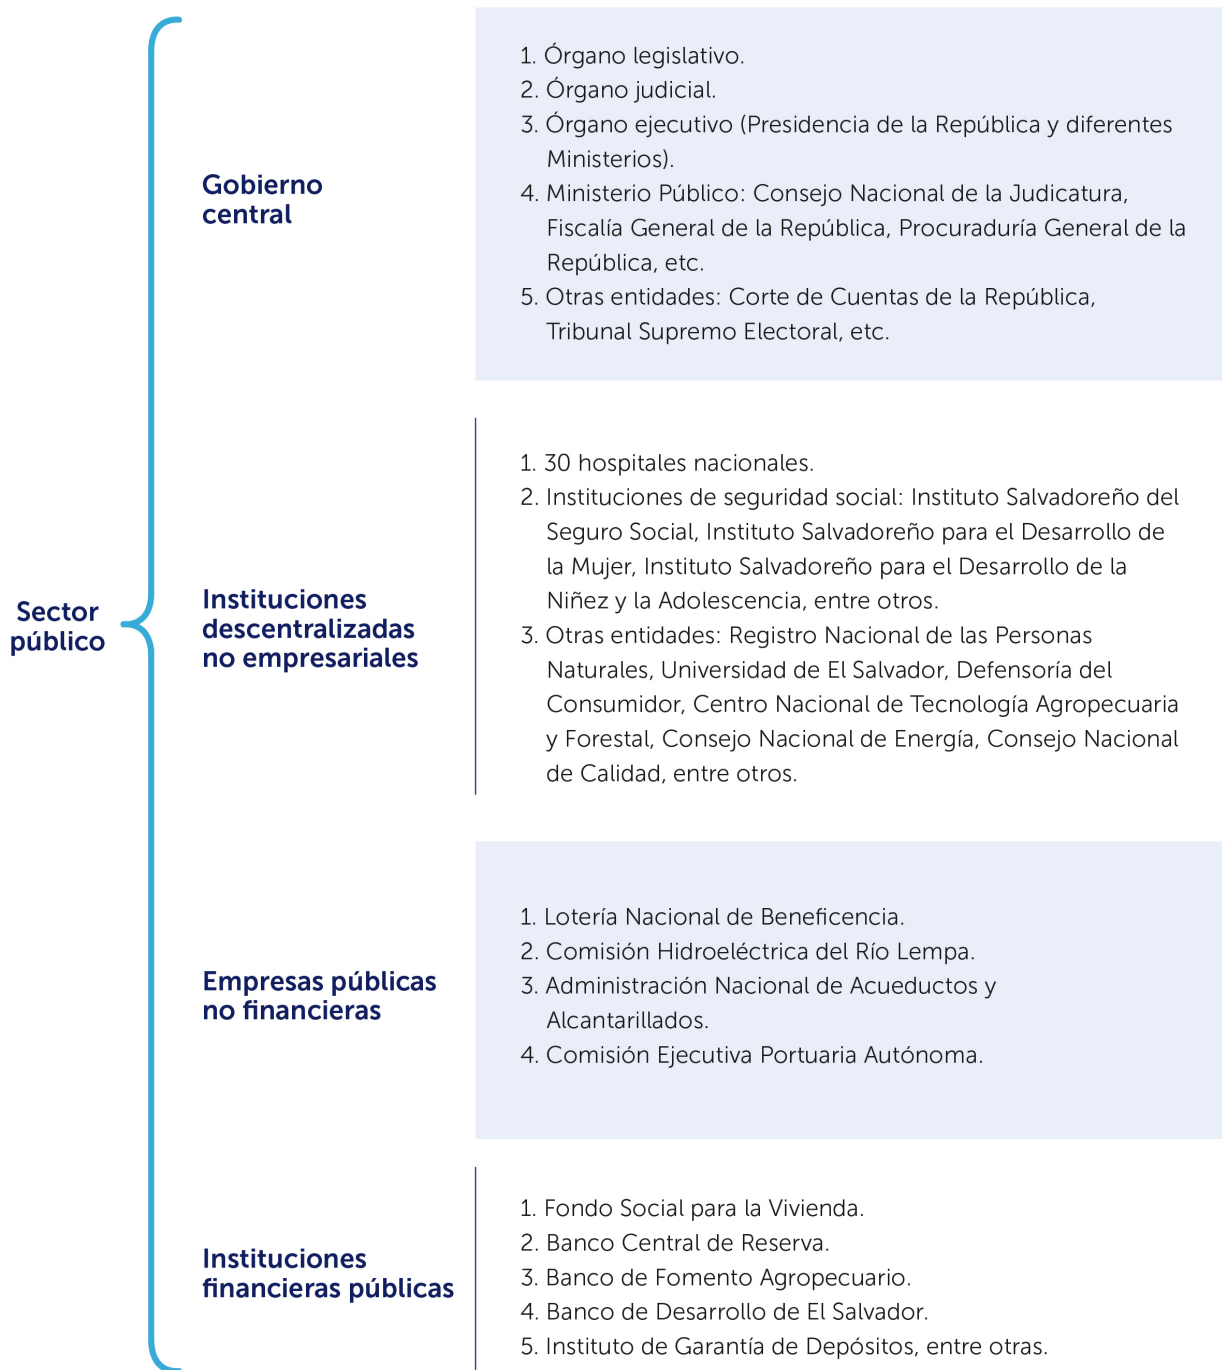 Sector
público
Gobierno
central
1. Órgano legislativo.
2. Órgano judicial.
3. Órgano ejecutivo (Presidencia de la República y diferentes
Ministerios).
4. Ministerio Público: Consejo Nacional de la Judicatura,
Fiscalía General de la República, Procuraduría General de la
República, etc.
5. Otras entidades: Corte de Cuentas de la República,
Tribunal Supremo Electoral, etc.
Instituciones
descentralizadas
no empresariales
1. 30 hospitales nacionales.
2. Instituciones de seguridad social: Instituto Salvadoreño del
Seguro Social, Instituto Salvadoreño para el Desarrollo de
la Mujer, Instituto Salvadoreño para el Desarrollo de la
Niñez y la Adolescencia, entre otros.
3. Otras entidades: Registro Nacional de las Personas
Naturales, Universidad de El Salvador, Defensoría del
Consumidor, Centro Nacional de Tecnología Agropecuaria
y Forestal, Consejo Nacional de Energía, Consejo Nacional
de Calidad, entre otros.
Empresas públicas
no financieras
1. Lotería Nacional de Beneficencia.
2. Comisión Hidroeléctrica del Río Lempa.
3. Administración Nacional de Acueductos y
Alcantarillados.
4. Comisión Ejecutiva Portuaria Autónoma.
Instituciones
financieras públicas
1. Fondo Social para la Vivienda.
2. Banco Central de Reserva.
3. Banco de Fomento Agropecuario.
4. Banco de Desarrollo de El Salvador.
5. Instituto de Garantía de Depósitos, entre otras.